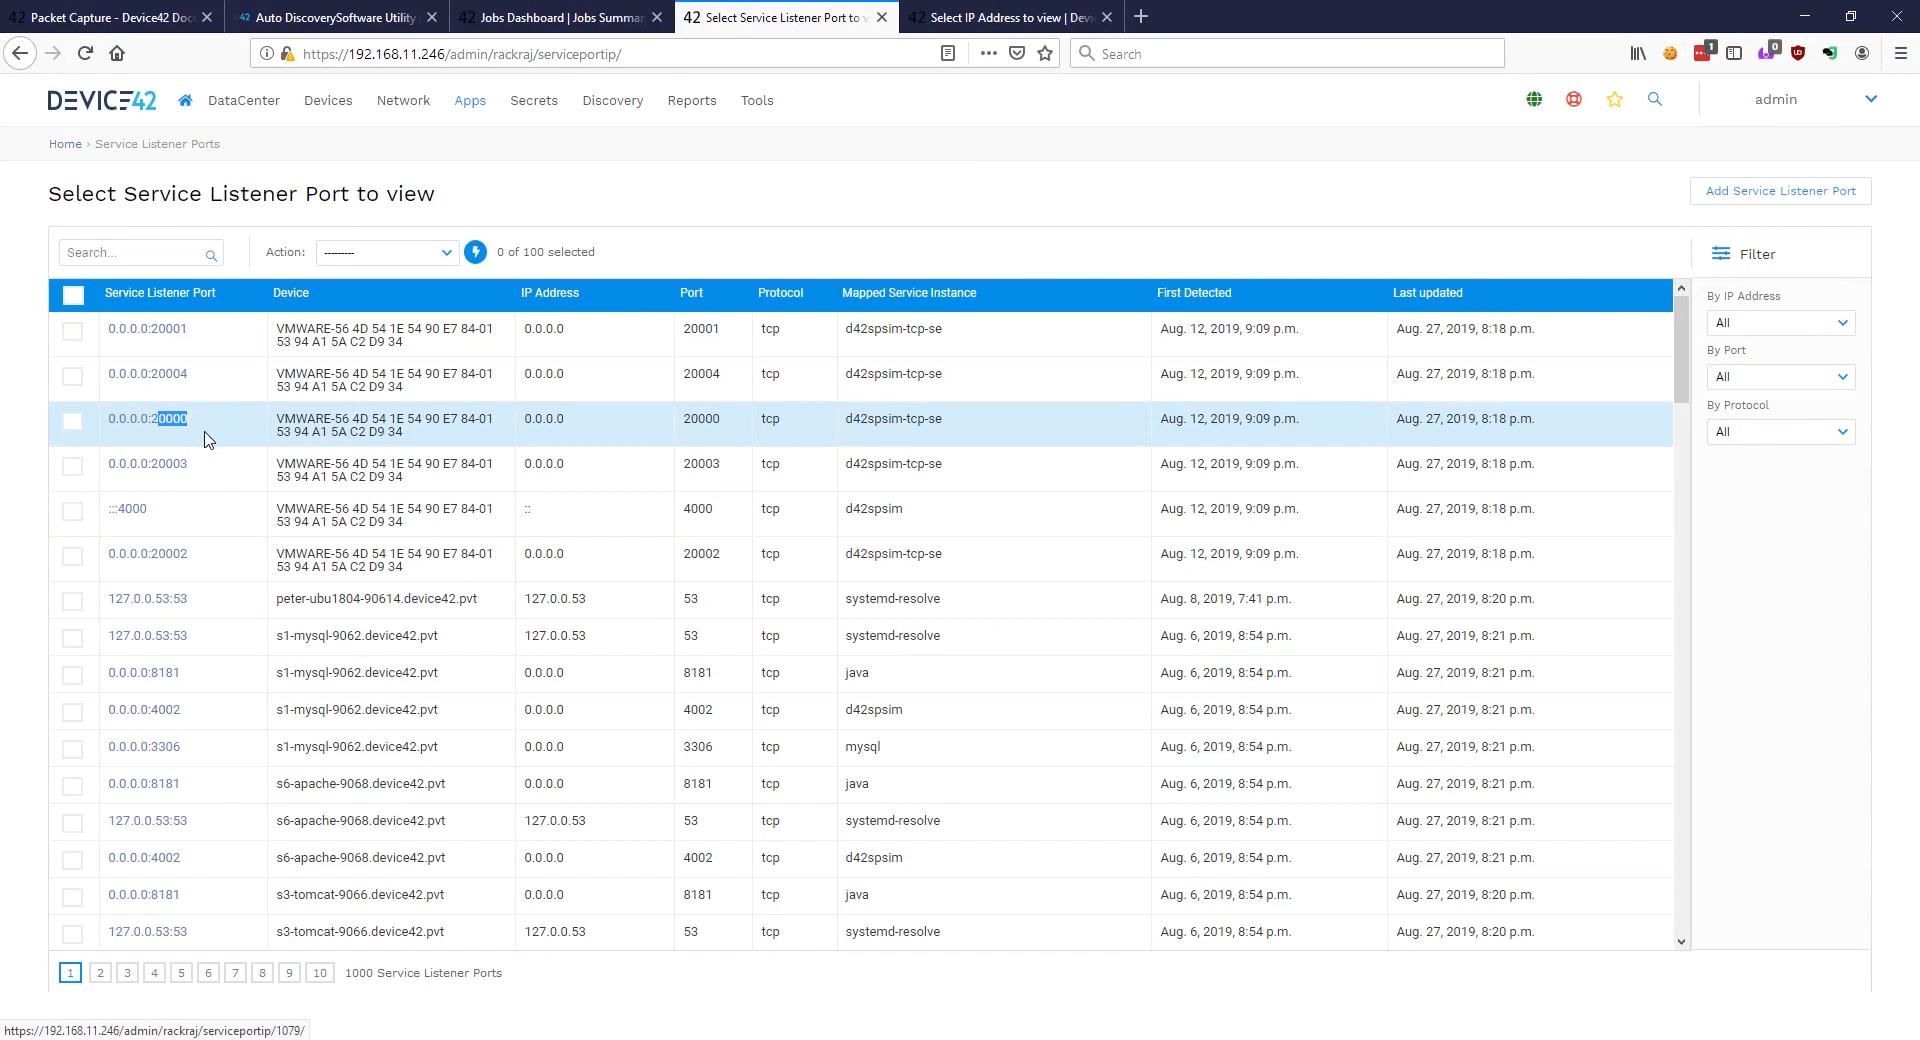 42 Packet Capture - Device42 Doc
42 Auto DiscoverySoftware Utility
42 Jobs Dashboard | Jobs Summar
42 Select Service Listener Port to v
42 Select IP Address to view | Devi
https://192.168.11.246/admin/rackraj/serviceportip/
Search
1
0
DEVICE42
DataCenter
Devices
Network
Apps
Secrets
Discovery
Reports
Tools
admin
Home › Service Listener Ports
Select Service Listener Port to view
Add Service Listener Port
Search...
Action:
---------
0 of 100 selected
Filter
Service Listener Port Device IP Address Port Protocol Mapped Service Instance First Detected Last updated
0.0.0.0:20001 VMWARE-56 4D 54 1E 54 90 E7 84-01 53 94 A1 5A C2 D9 34 0.0.0.0 20001 tcp d42spsim-tcp-se Aug. 12, 2019, 9:09 p.m. Aug. 27, 2019, 8:18 p.m.
0.0.0.0:20004 VMWARE-56 4D 54 1E 54 90 E7 84-01 53 94 A1 5A C2 D9 34 0.0.0.0 20004 tcp d42spsim-tcp-se Aug. 12, 2019, 9:09 p.m. Aug. 27, 2019, 8:18 p.m.
0.0.0.0:20000 VMWARE-56 4D 54 1E 54 90 E7 84-01 53 94 A1 5A C2 D9 34 0.0.0.0 20000 tcp d42spsim-tcp-se Aug. 12, 2019, 9:09 p.m. Aug. 27, 2019, 8:18 p.m.
0.0.0.0:20003 VMWARE-56 4D 54 1E 54 90 E7 84-01 53 94 A1 5A C2 D9 34 0.0.0.0 20003 tcp d42spsim-tcp-se Aug. 12, 2019, 9:09 p.m. Aug. 27, 2019, 8:18 p.m.
:::4000 VMWARE-56 4D 54 1E 54 90 E7 84-01 53 94 A1 5A C2 D9 34 :: 4000 tcp d42spsim Aug. 12, 2019, 9:09 p.m. Aug. 27, 2019, 8:18 p.m.
0.0.0.0:20002 VMWARE-56 4D 54 1E 54 90 E7 84-01 53 94 A1 5A C2 D9 34 0.0.0.0 20002 tcp d42spsim-tcp-se Aug. 12, 2019, 9:09 p.m. Aug. 27, 2019, 8:18 p.m.
127.0.0.53:53 peter-ubu1804-90614.device42.pvt 127.0.0.53 53 tcp systemd-resolve Aug. 8, 2019, 7:41 p.m. Aug. 27, 2019, 8:20 p.m.
127.0.0.53:53 s1-mysql-9062.device42.pvt 127.0.0.53 53 tcp systemd-resolve Aug. 6, 2019, 8:54 p.m. Aug. 27, 2019, 8:21 p.m.
0.0.0.0:8181 s1-mysql-9062.device42.pvt 0.0.0.0 8181 tcp java Aug. 6, 2019, 8:54 p.m. Aug. 27, 2019, 8:21 p.m.
0.0.0.0:4002 s1-mysql-9062.device42.pvt 0.0.0.0 4002 tcp d42spsim Aug. 6, 2019, 8:54 p.m. Aug. 27, 2019, 8:21 p.m.
0.0.0.0:3306 s1-mysql-9062.device42.pvt 0.0.0.0 3306 tcp mysql Aug. 6, 2019, 8:54 p.m. Aug. 27, 2019, 8:21 p.m.
0.0.0.0:8181 s6-apache-9068.device42.pvt 0.0.0.0 8181 tcp java Aug. 6, 2019, 8:54 p.m. Aug. 27, 2019, 8:21 p.m.
127.0.0.53:53 s6-apache-9068.device42.pvt 127.0.0.53 53 tcp systemd-resolve Aug. 6, 2019, 8:54 p.m. Aug. 27, 2019, 8:21 p.m.
0.0.0.0:4002 s6-apache-9068.device42.pvt 0.0.0.0 4002 tcp d42spsim Aug. 6, 2019, 8:54 p.m. Aug. 27, 2019, 8:21 p.m.
0.0.0.0:8181 s3-tomcat-9066.device42.pvt 0.0.0.0 8181 tcp java Aug. 6, 2019, 8:54 p.m. Aug. 27, 2019, 8:20 p.m.
127.0.0.53:53 s3-tomcat-9066.device42.pvt 127.0.0.53 53 tcp systemd-resolve Aug. 6, 2019, 8:54 p.m. Aug. 27, 2019, 8:20 p.m.
By IP Address
All
By Port
All
By Protocol
All
1 2 3 4 5 6 7 8 9 10 1000 Service Listener Ports
https://192.168.11.246/admin/rackraj/serviceportip/1079/